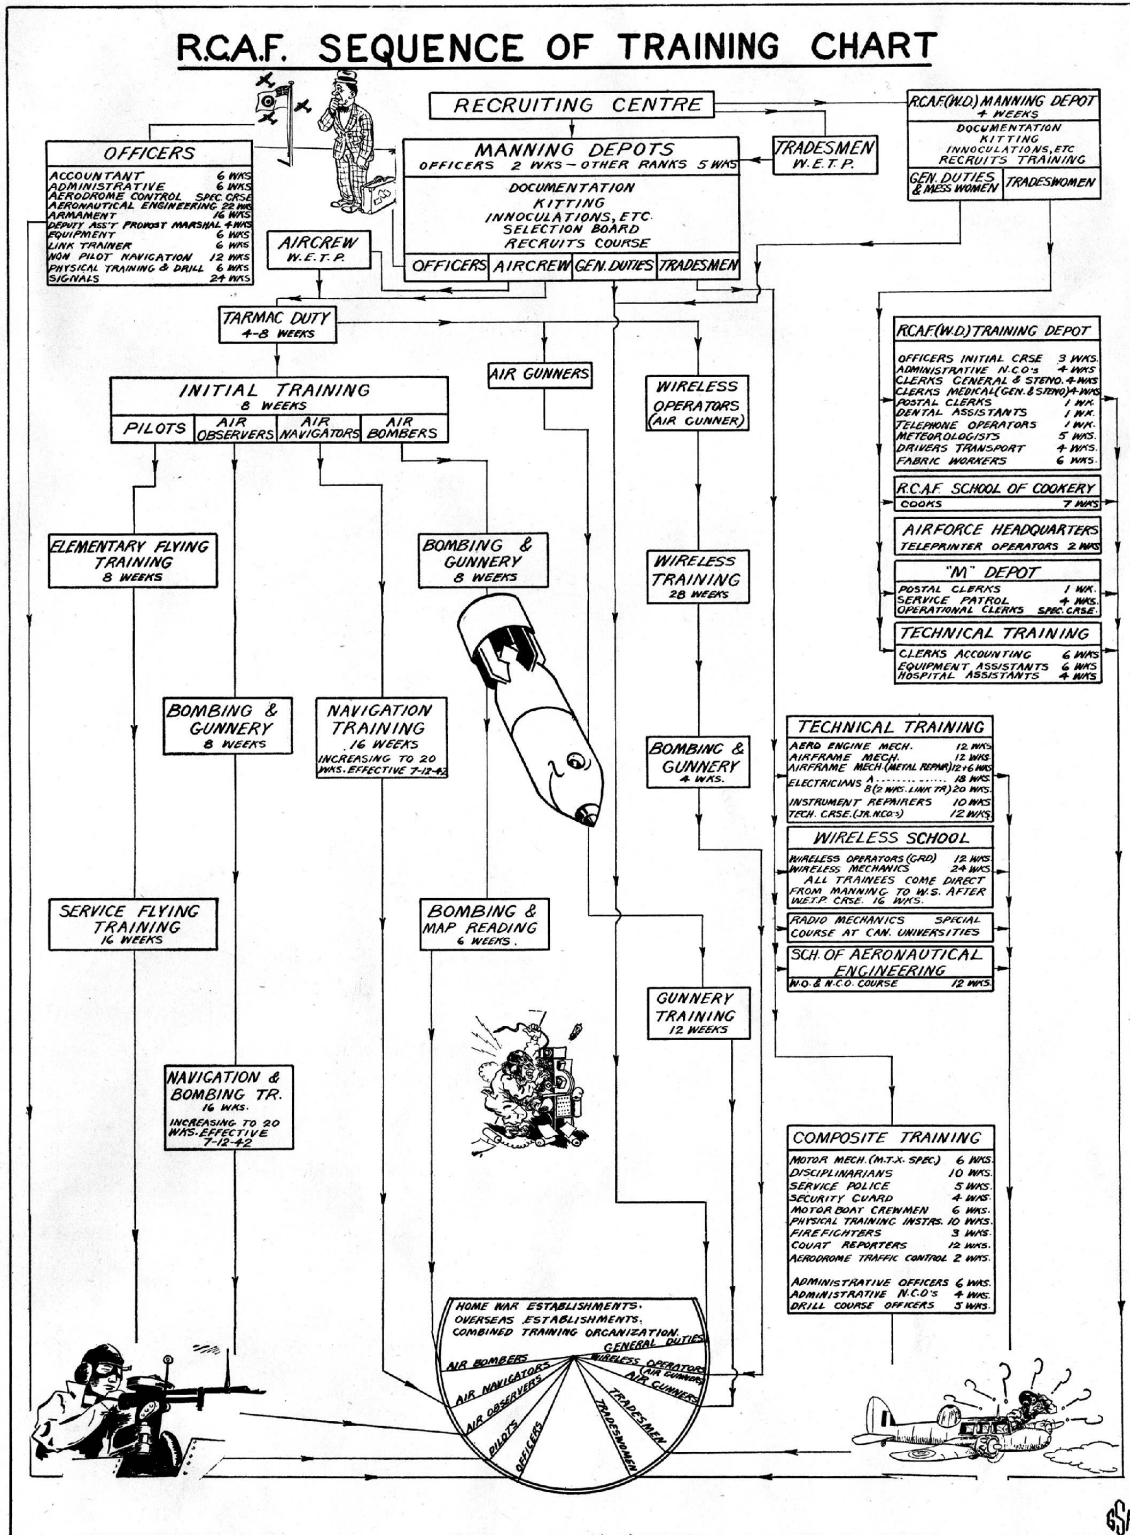 R.C.A.F. SEQUENCE OF TRAINING CHART
RECRUITING CENTRE
RCAF.(W.D.) MANNING DEPOT
4 WEEKS
DOCUMENTATION
KITTING
INNOCULATIONS, ETC
RECRUITS TRAINING
GEN. DUTIES & MESS WOMEN
TRADESWOMEN
OFFICERS
ACCOUNTANT 6 WKS
ADMINISTRATIVE 6 WKS
AERODROME CONTROL SPEC. CRSE
AERONAUTICAL ENGINEERING 22 WKS
ARMAMENT 16 WKS
DEPUTY ASS'T PROVOST MARSHAL 4 WKS
EQUIPMENT 6 WKS
LINK TRAINER 6 WKS
NON PILOT NAVIGATION 12 WKS
PHYSICAL TRAINING & DRILL 6 WKS
SIGNALS 24 WKS
MANNING DEPOTS
OFFICERS 2 WKS - OTHER RANKS 5 WKS
DOCUMENTATION
KITTING
INNOCULATIONS, ETC.
SELECTION BOARD
RECRUITS COURSE
OFFICERS AIRCREW GEN. DUTIES TRADESMEN
TRADESMEN
W.E.T.P.
AIRCREW
W.E.T.P.
TARMAC DUTY
4-8 WEEKS
AIR GUNNERS
WIRELESS
OPERATORS
(AIR GUNNER)
INITIAL TRAINING
8 WEEKS
PILOTS
AIR OBSERVERS
AIR NAVIGATORS
AIR BOMBERS
RCAF.(W.D.) TRAINING DEPOT
OFFICERS INITIAL CRSE 3 WKS.
ADMINISTRATIVE N.C.O's 4 WKS
CLERKS GENERAL & STENO. 4 WKS
CLERKS MEDICAL (GEN. & STENO) 4 WKS
POSTAL CLERKS 1 WK
DENTAL ASSISTANTS 1 WK.
TELEPHONE OPERATORS 1 WK.
METEOROLOGISTS 5 WKS.
DRIVERS TRANSPORT 4 WKS.
FABRIC WORKERS 6 WKS.
R.C.A.F. SCHOOL OF COOKERY
COOKS 7 WKS
AIRFORCE HEADQUARTERS
TELEPRINTER OPERATORS 2 WKS
"M" DEPOT
POSTAL CLERKS 1 WK.
SERVICE PATROL 4 WKS.
OPERATIONAL CLERKS SPEC. CRSE.
TECHNICAL TRAINING
CLERKS ACCOUNTING 6 WKS
EQUIPMENT ASSISTANTS 6 WKS
HOSPITAL ASSISTANTS 4 WKS
ELEMENTARY FLYING
TRAINING
8 WEEKS
BOMBING &
GUNNERY
8 WEEKS
WIRELESS
TRAINING
28 WEEKS
BOMBING &
GUNNERY
8 WEEKS
NAVIGATION
TRAINING
16 WEEKS
INCREASING TO 20
WKS. EFFECTIVE 7-12-42
BOMBING &
GUNNERY
4 WKS.
TECHNICAL TRAINING
AERO ENGINE MECH. 12 WKS
AIRFRAME MECH. 12 WKS
AIRFRAME MECH. (METAL REPAIR) 12+6 WKS
ELECTRICIANS A............. 18 WKS.
B (2 WKS. LINK TR) 20 WKS.
INSTRUMENT REPAIRERS 10 WKS
TECH. CRSE. (JR. N.C.O-s) 12 WKS
WIRELESS SCHOOL
WIRELESS OPERATORS (GRD) 12 WKS
WIRELESS MECHANICS 24 WKS
ALL TRAINEES COME DIRECT
FROM MANNING TO W.S. AFTER
W.E.T.P. CRSE. 16 WKS.
RADIO MECHANICS SPECIAL
COURSE AT CAN. UNIVERSITIES
SCH. OF AERONAUTICAL
ENGINEERING
W.O. & N.C.O. COURSE 12 WKS.
SERVICE FLYING
TRAINING
16 WEEKS
BOMBING &
MAP READING
6 WEEKS.
GUNNERY
TRAINING
12 WEEKS
NAVIGATION &
BOMBING TR.
16 WKS.
INCREASING TO 20
WKS. EFFECTIVE
7-12-42
COMPOSITE TRAINING
MOTOR MECH. (M.T.X. SPEC.) 6 WKS.
DISCIPLINARIANS 10 WKS.
SERVICE POLICE 5 WKS.
SECURITY GUARD 4 WKS.
MOTOR BOAT CREWMEN 6 WKS.
PHYSICAL TRAINING INSTRS. 10 WKS.
FIREFIGHTERS 3 WKS.
COURT REPORTERS 12 WKS.
AERODROME TRAFFIC CONTROL 2 WKS.
ADMINISTRATIVE OFFICERS 6 WKS.
ADMINISTRATIVE N.C.O's 4 WKS.
DRILL COURSE OFFICERS 5 WKS.
HOME WAR ESTABLISHMENTS.
OVERSEAS ESTABLISHMENTS.
COMBINED TRAINING ORGANIZATION.
GENERAL DUTIES
AIR BOMBERS
WIRELESS OPERATORS
(AIR GUNNERS)
AIR NAVIGATORS
AIR GUNNERS
AIR OBSERVERS
TRADESMEN
PILOTS
TRADESWOMEN
OFFICERS
? ? ? ? ?